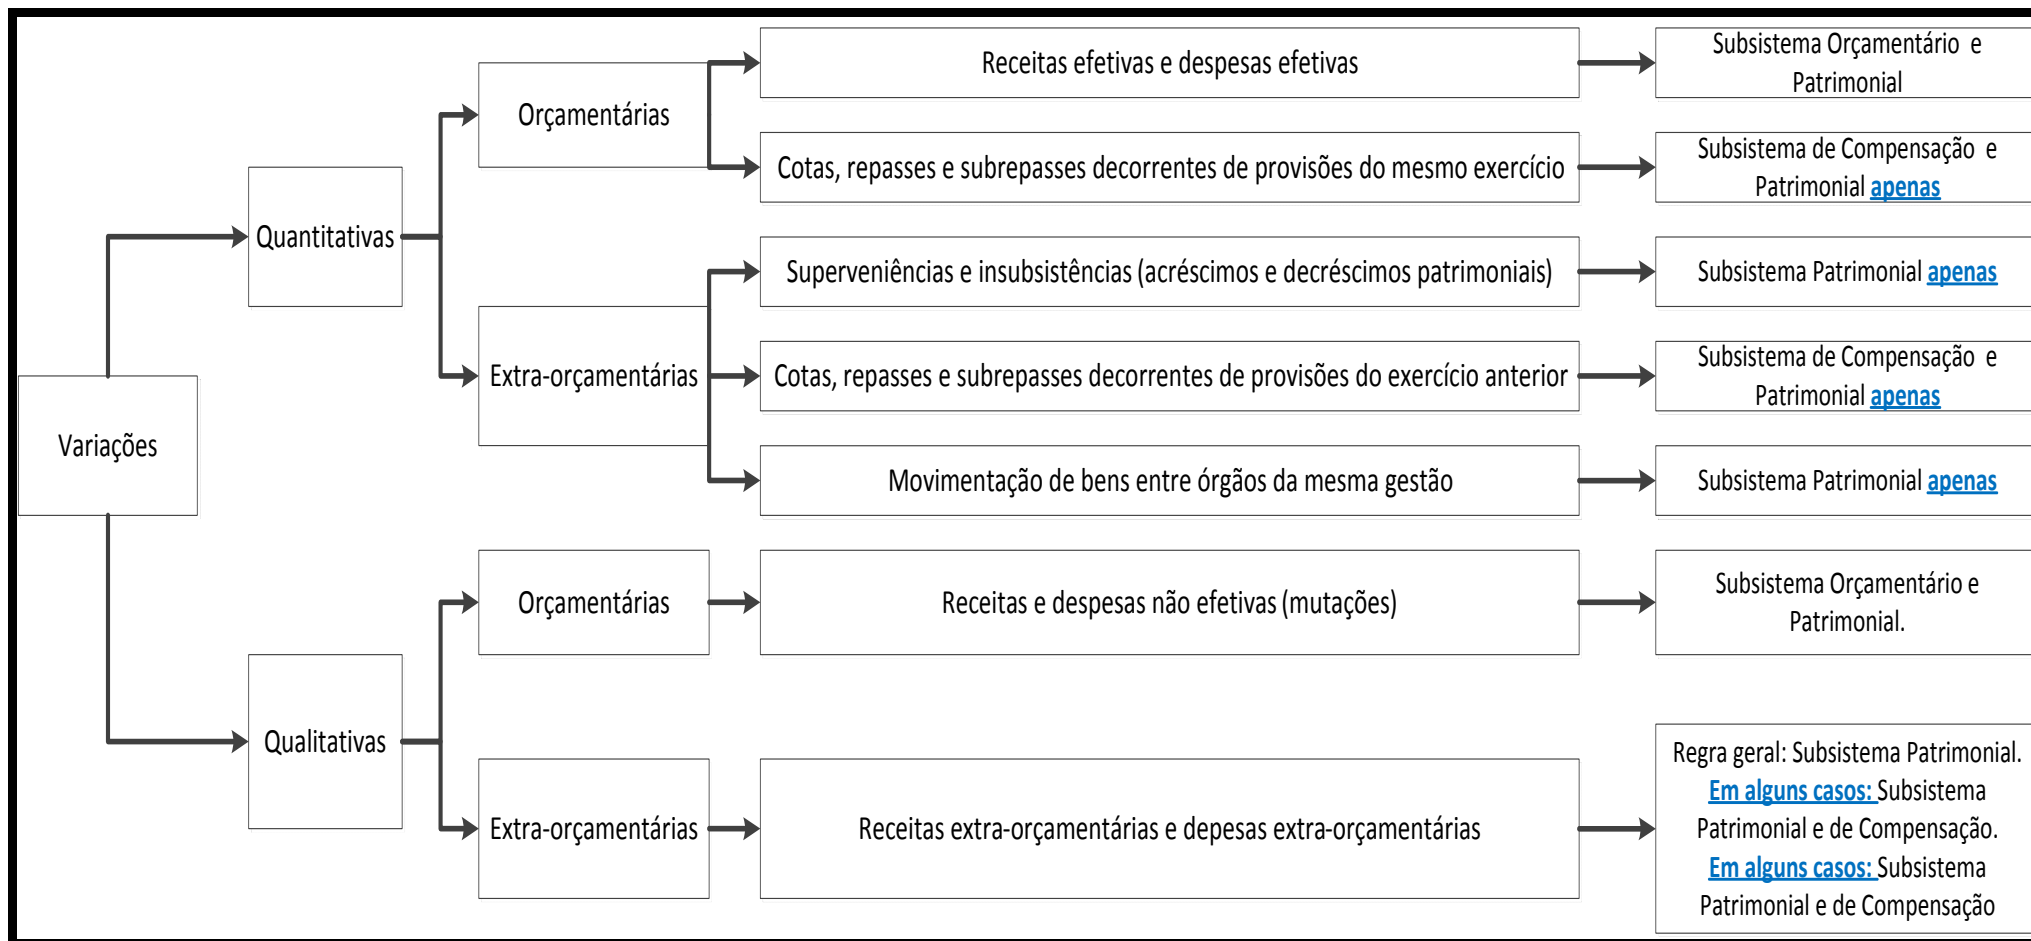 Variações
Quantitativas
Orçamentárias
Receitas efetivas e despesas efetivas
Subsistema Orçamentário e
Patrimonial
Cotas, repasses e subrepasses decorrentes de provisões do mesmo exercício
Subsistema de Compensação e
Patrimonial apenas
Extra-orçamentárias
Superveniências e insubsistências (acréscimos e decréscimos patrimoniais)
Subsistema Patrimonial apenas
Cotas, repasses e subrepasses decorrentes de provisões do exercício anterior
Subsistema de Compensação e
Patrimonial apenas
Movimentação de bens entre órgãos da mesma gestão
Subsistema Patrimonial apenas
Qualitativas
Orçamentárias
Receitas e despesas não efetivas (mutações)
Subsistema Orçamentário e
Patrimonial.
Extra-orçamentárias
Receitas extra-orçamentárias e depesas extra-orçamentárias
Regra geral: Subsistema Patrimonial.
Em alguns casos: Subsistema
Patrimonial e de Compensação.
Em alguns casos: Subsistema
Patrimonial e de Compensação